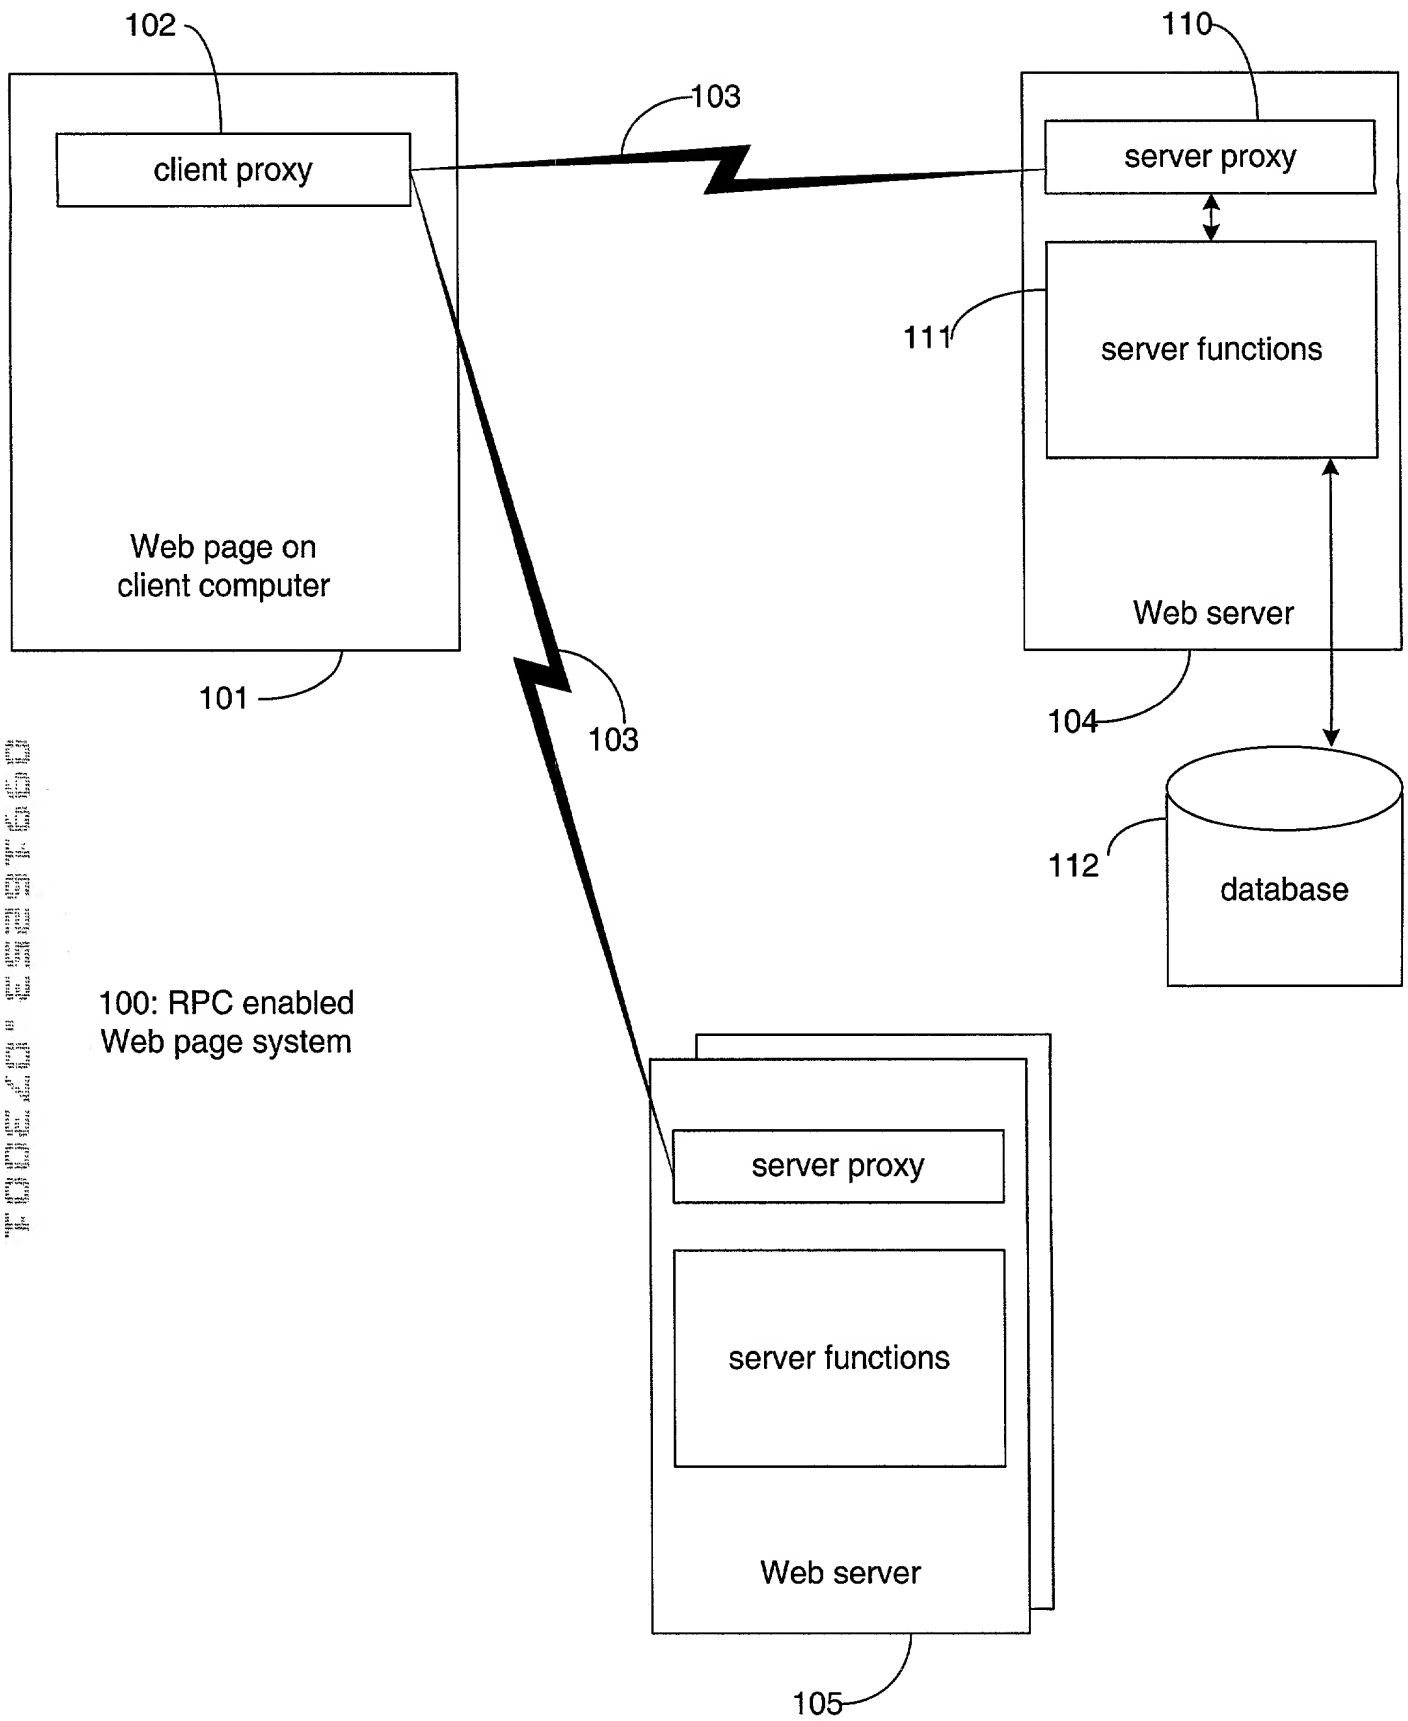 102
110
103
client proxy
server proxy
111
server functions
Web page on
client computer
Web server
101
103
104
112
database
100: RPC enabled
Web page system
server proxy
server functions
Web server
105